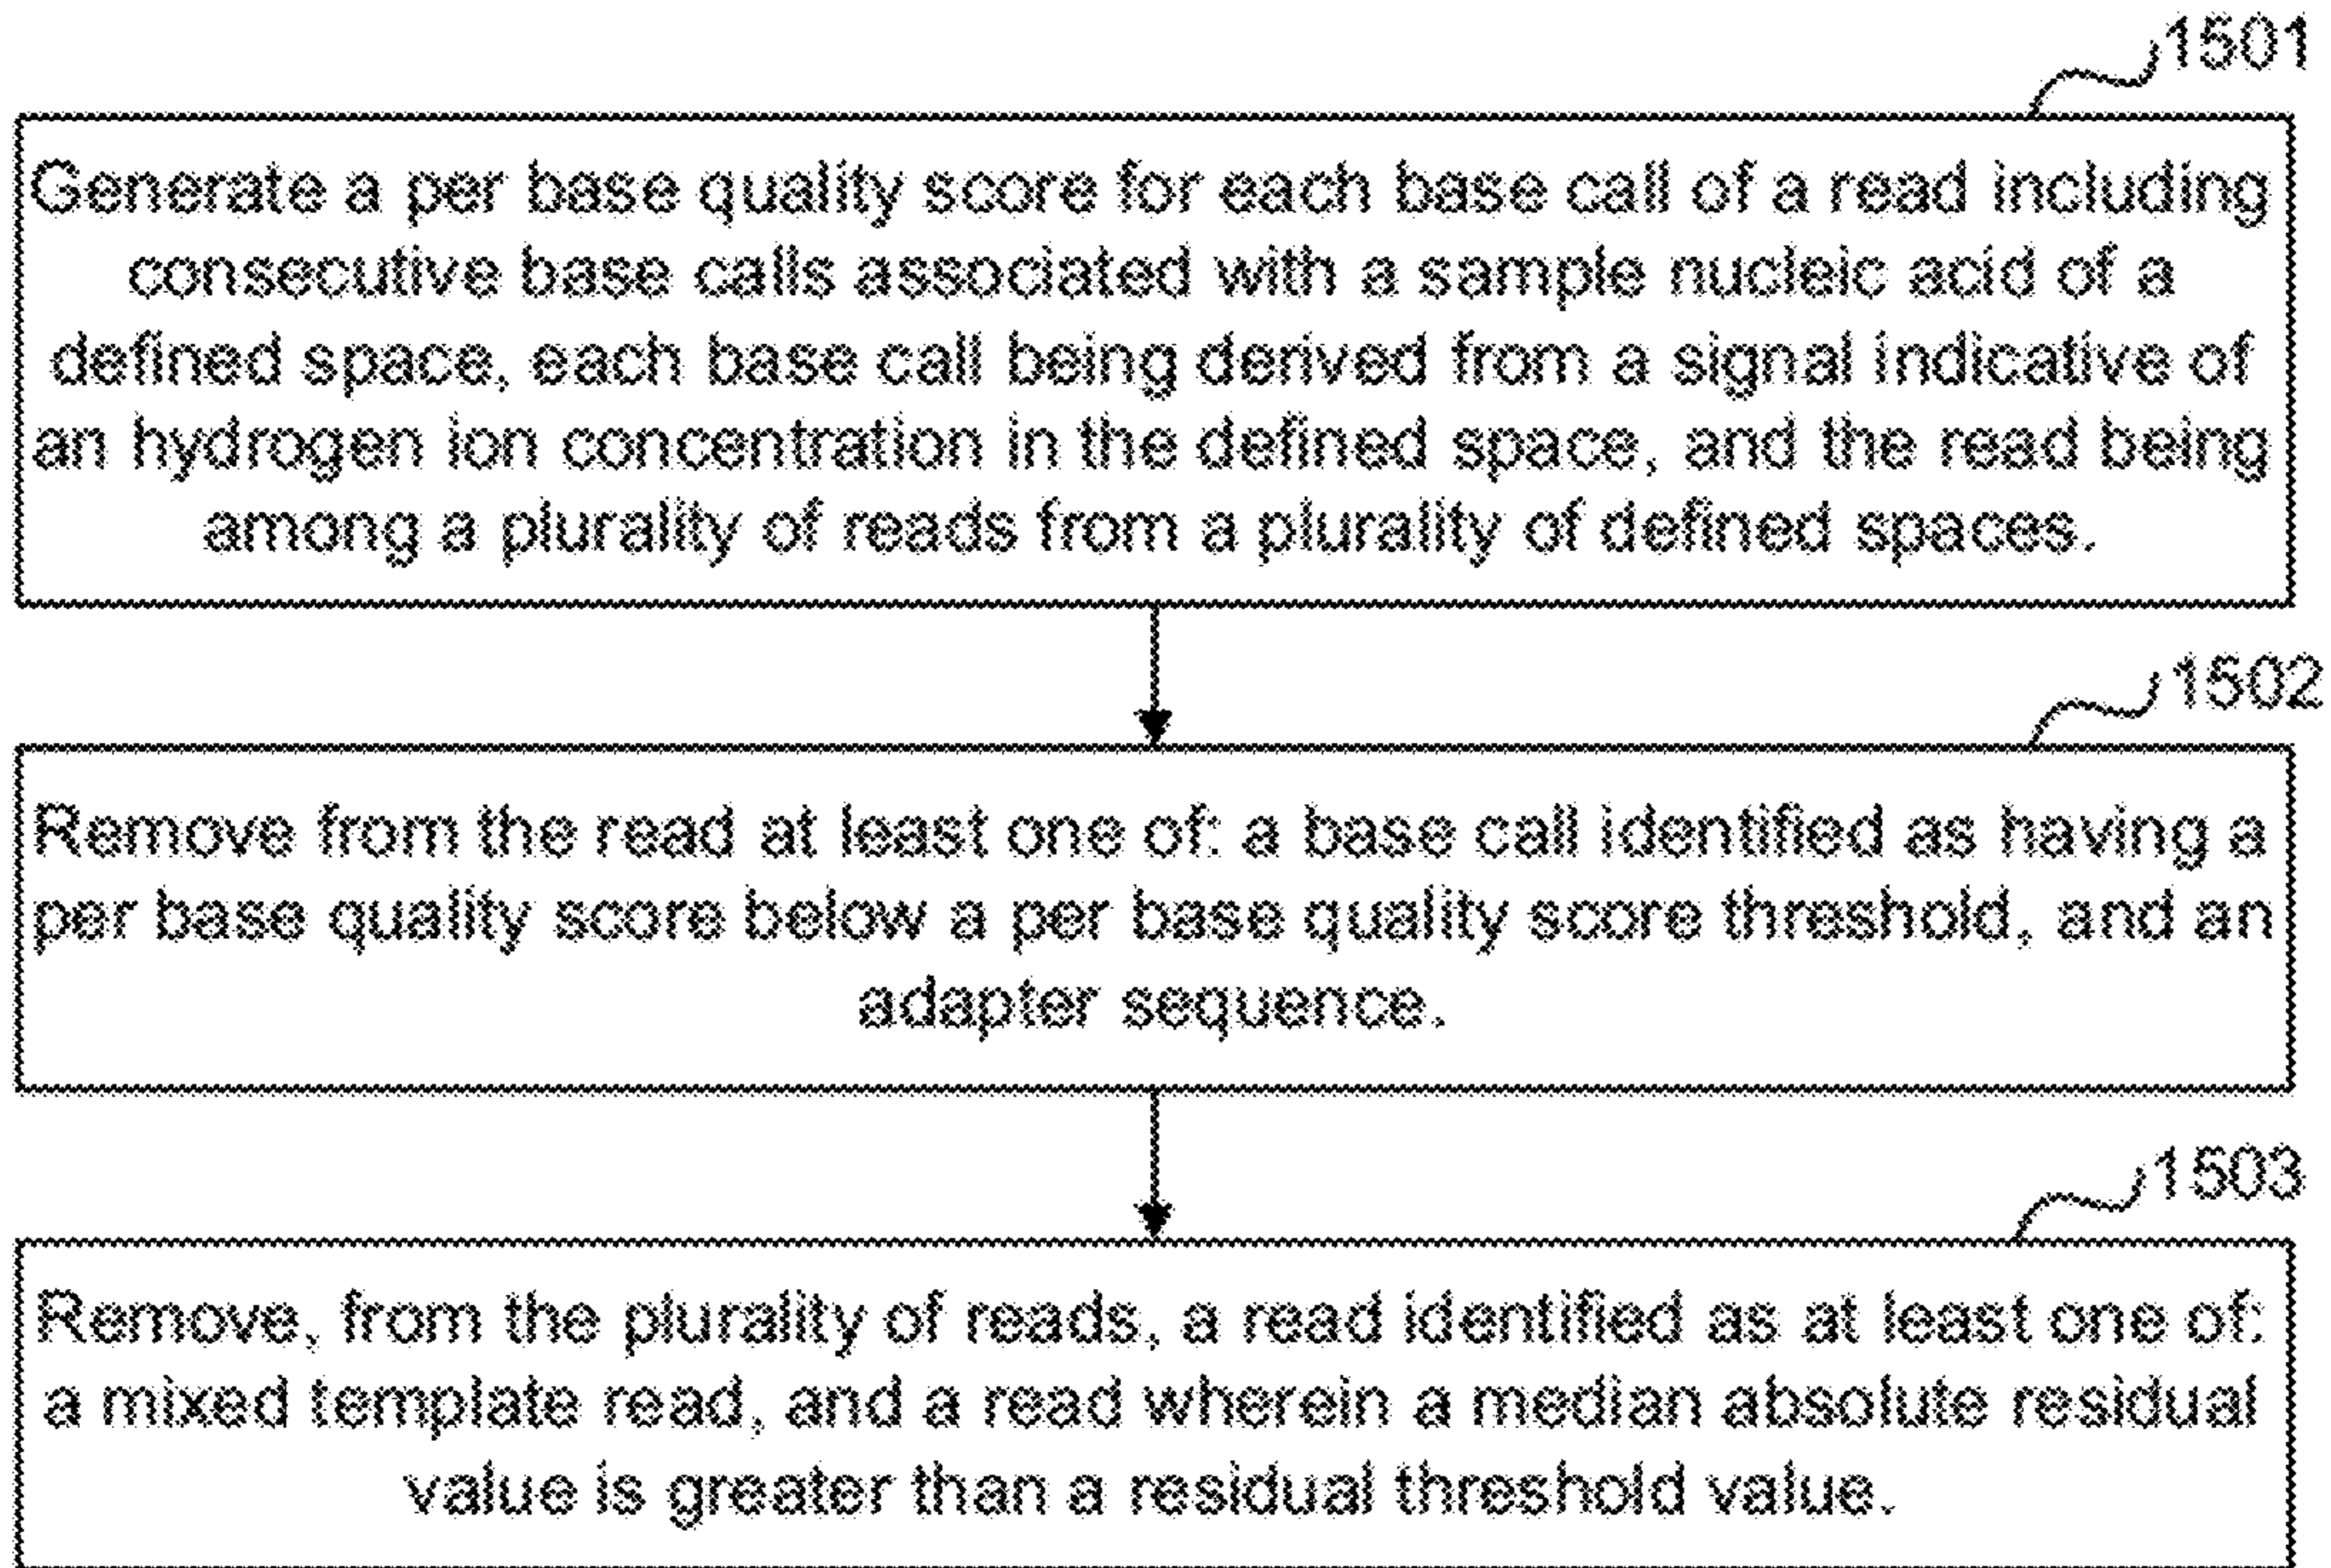 1501
Generate a per base quality score for each base call of a read including
consecutive base calls associated with a sample nucleic acid of a
defined space, each base call being derived from a signal indicative of
an hydrogen ion concentration in the defined space, and the read being
among a plurality of reads from a plurality of defined spaces.
1502
Remove from the read at least one of: a base call identified as having a
per base quality score below a per base quality score threshold, and an
adapter sequence.
1503
Remove, from the plurality of reads, a read identified as at least one of:
a mixed template read, and a read wherein a median absolute residual
value is greater than a residual threshold value.